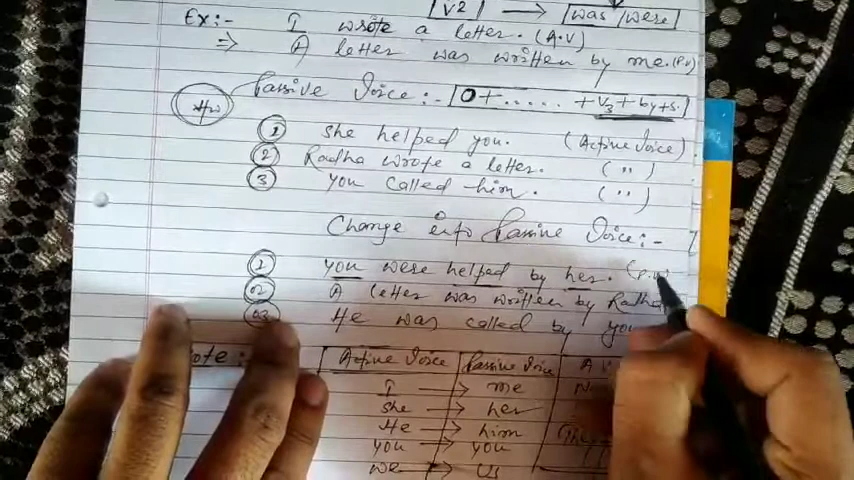 V2 → was/were
Ex:- I wrote a letter. (A.V)
⇒ A letter was written by me. (P.V)
Passive Voice:- O+...... +V3+by+s.
1 She helped you. (Active Voice)
2 Radha wrote a letter. ( " )
3 You called him. ( " )
Change into Passive Voice:-
1 You were helped by her. (P.V)
02 A letter was written by Radha
03 He was called by you
Note: Active Voice Passive Voice A V
I → me
She → her
He → him
You → you
We → us